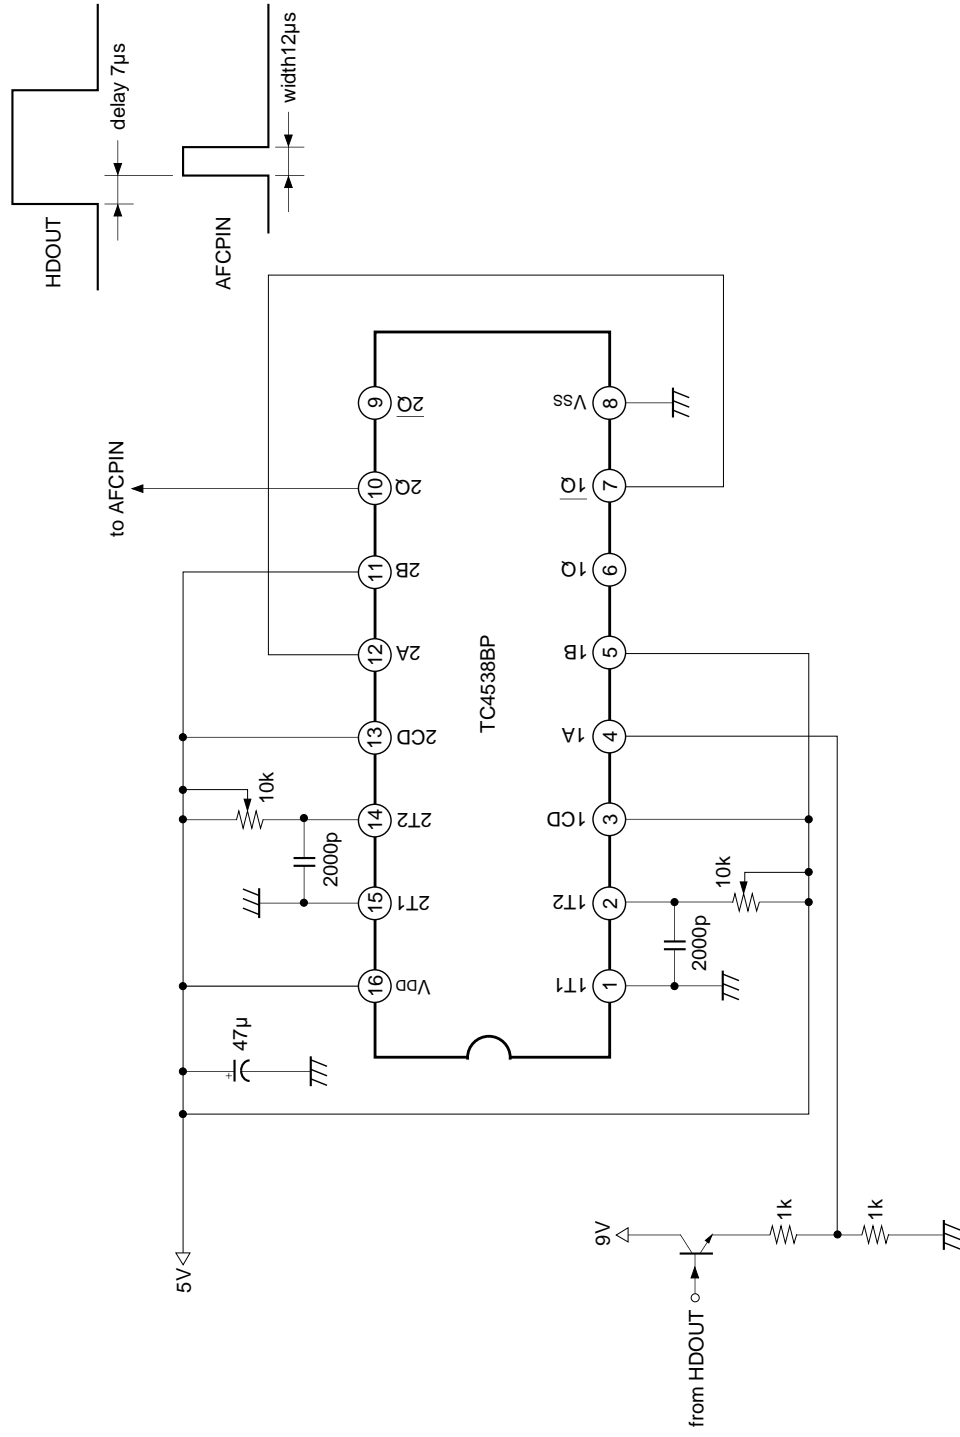 HDOUT
delay 7µs
AFCPIN
width12µs
to AFCPIN
5V
47µ
+
2000p
10k
16
15
14
13
12
11
10
9
VDD
2T1
2T2
2CD
2A
2B
2Q
2Q
TC4538BP
1T1
1T2
1CD
1A
1B
1Q
1Q
VSS
1
2
3
4
5
6
7
8
2000p
10k
9V
from HDOUT
1k
1k